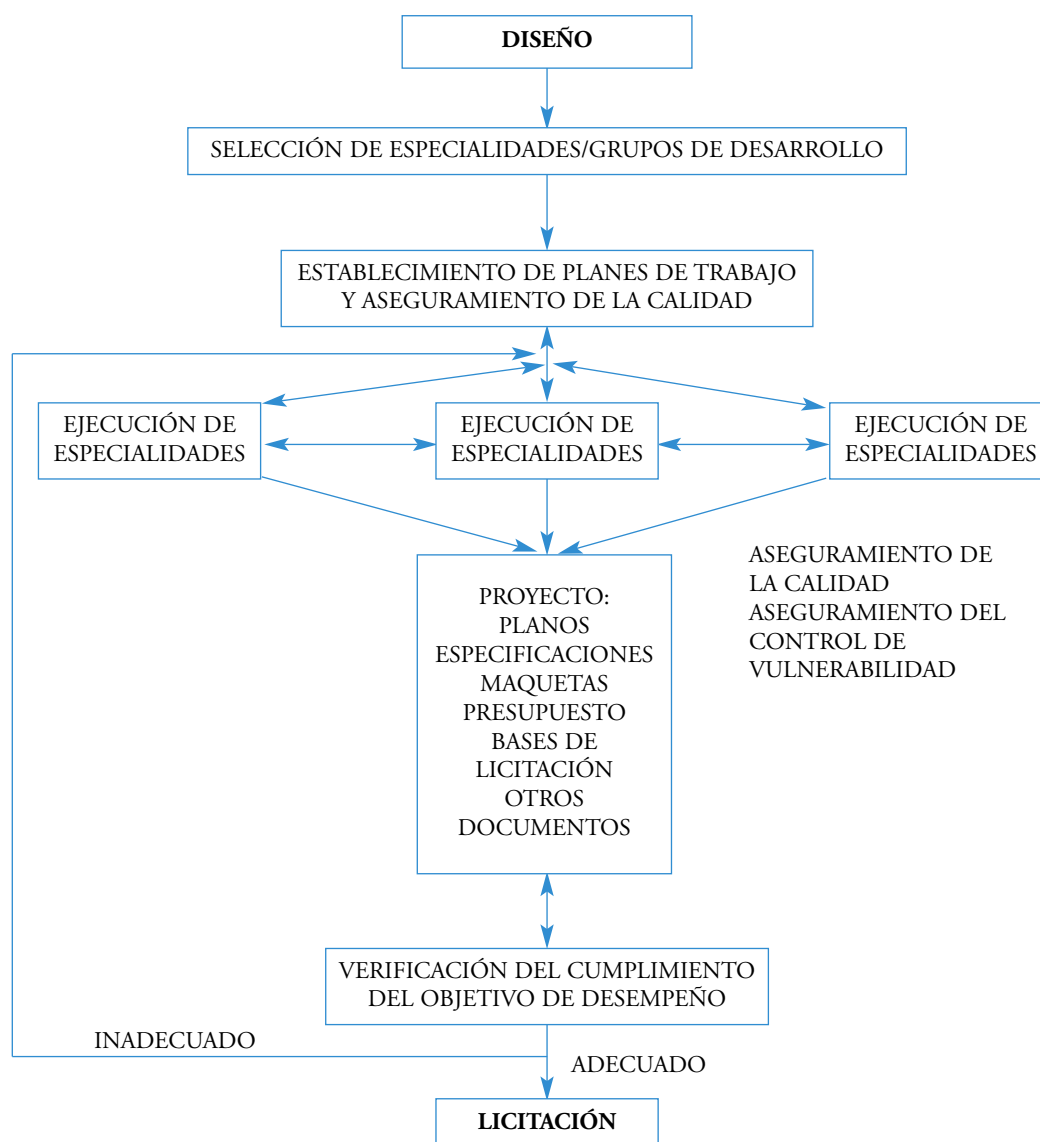 DISEÑO
SELECCIÓN DE ESPECIALIDADES/GRUPOS DE DESARROLLO
ESTABLECIMIENTO DE PLANES DE TRABAJO
Y ASEGURAMIENTO DE LA CALIDAD
EJECUCIÓN DE
ESPECIALIDADES
EJECUCIÓN DE
ESPECIALIDADES
EJECUCIÓN DE
ESPECIALIDADES
PROYECTO:
PLANOS
ESPECIFICACIONES
MAQUETAS
PRESUPUESTO
BASES DE
LICITACIÓN
OTROS
DOCUMENTOS
ASEGURAMIENTO DE
LA CALIDAD
ASEGURAMIENTO DEL
CONTROL DE
VULNERABILIDAD
VERIFICACIÓN DEL CUMPLIMIENTO
DEL OBJETIVO DE DESEMPEÑO
INADECUADO
ADECUADO
LICITACIÓN